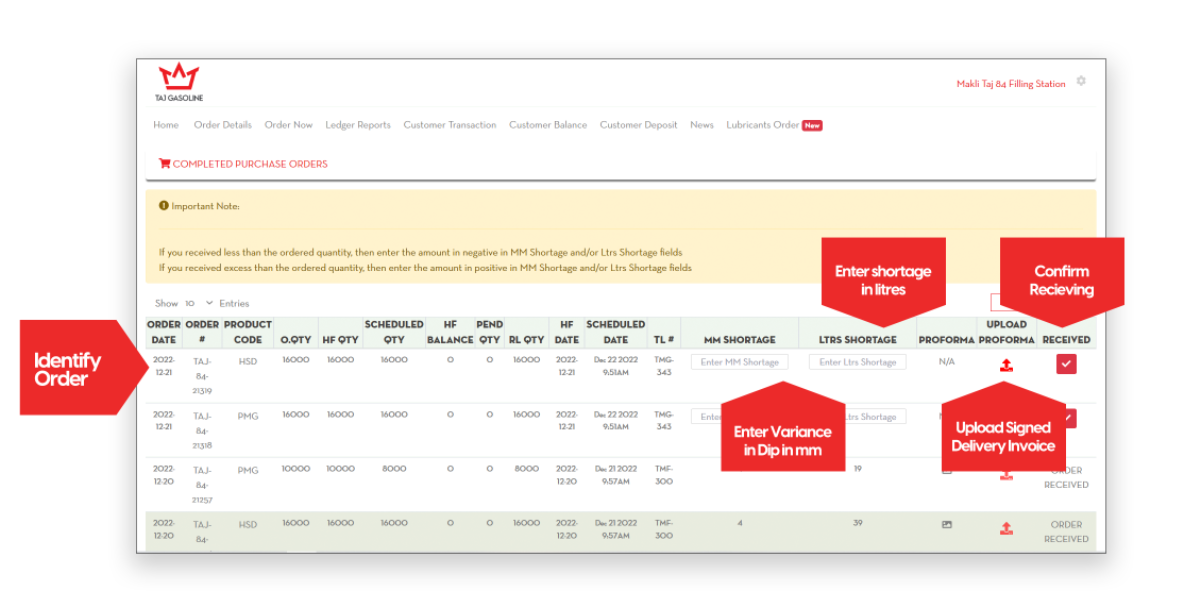 TAJ GASOLINE
Makli Taj 84 Filling Station
Home Order Details Order Now Ledger Reports Customer Transaction Customer Balance Customer Deposit News Lubricants Order New
COMPLETED PURCHASE ORDERS
Important Note:
If you received less than the ordered quantity, then enter the amount in negative in MM Shortage and/or Ltrs Shortage fields
If you received excess than the ordered quantity, then enter the amount in positive in MM Shortage and/or Ltrs Shortage fields
Enter shortage
in litres
Confirm
Recieving
Show 10 Entries
ORDER ORDER PRODUCT SCHEDULED HF PEND HF SCHEDULED UPLOAD
DATE # CODE O.QTY HF QTY QTY BALANCE QTY RL QTY DATE DATE TL # MM SHORTAGE LTRS SHORTAGE PROFORMA PROFORMA RECEIVED
Identify
Order
2022- TAJ- HSD 16000 16000 16000 0 0 16000 2022- Dec 22 2022 TMG- Enter MM Shortage Enter Ltrs Shortage N/A
12-21 84- 12-21 9:51AM 343
21319
2022- TAJ- PMG 16000 16000 16000 0 0 16000 2022- Dec 22 2022 TMG- Shortage
12-21 84- 12-21 9:51AM 343
21318
Enter Variance
in Dip in mm
Upload Signed
Delivery Invoice
2022- TAJ- PMG 10000 10000 8000 0 0 8000 2022- Dec 21 2022 TMF- 19 ORDER
12-20 84- 12-20 9:57AM 300 RECEIVED
21257
2022- TAJ- HSD 16000 16000 16000 0 0 16000 2022- Dec 21 2022 TMF- 4 39 ORDER
12-20 84- 12-20 9:57AM 300 RECEIVED